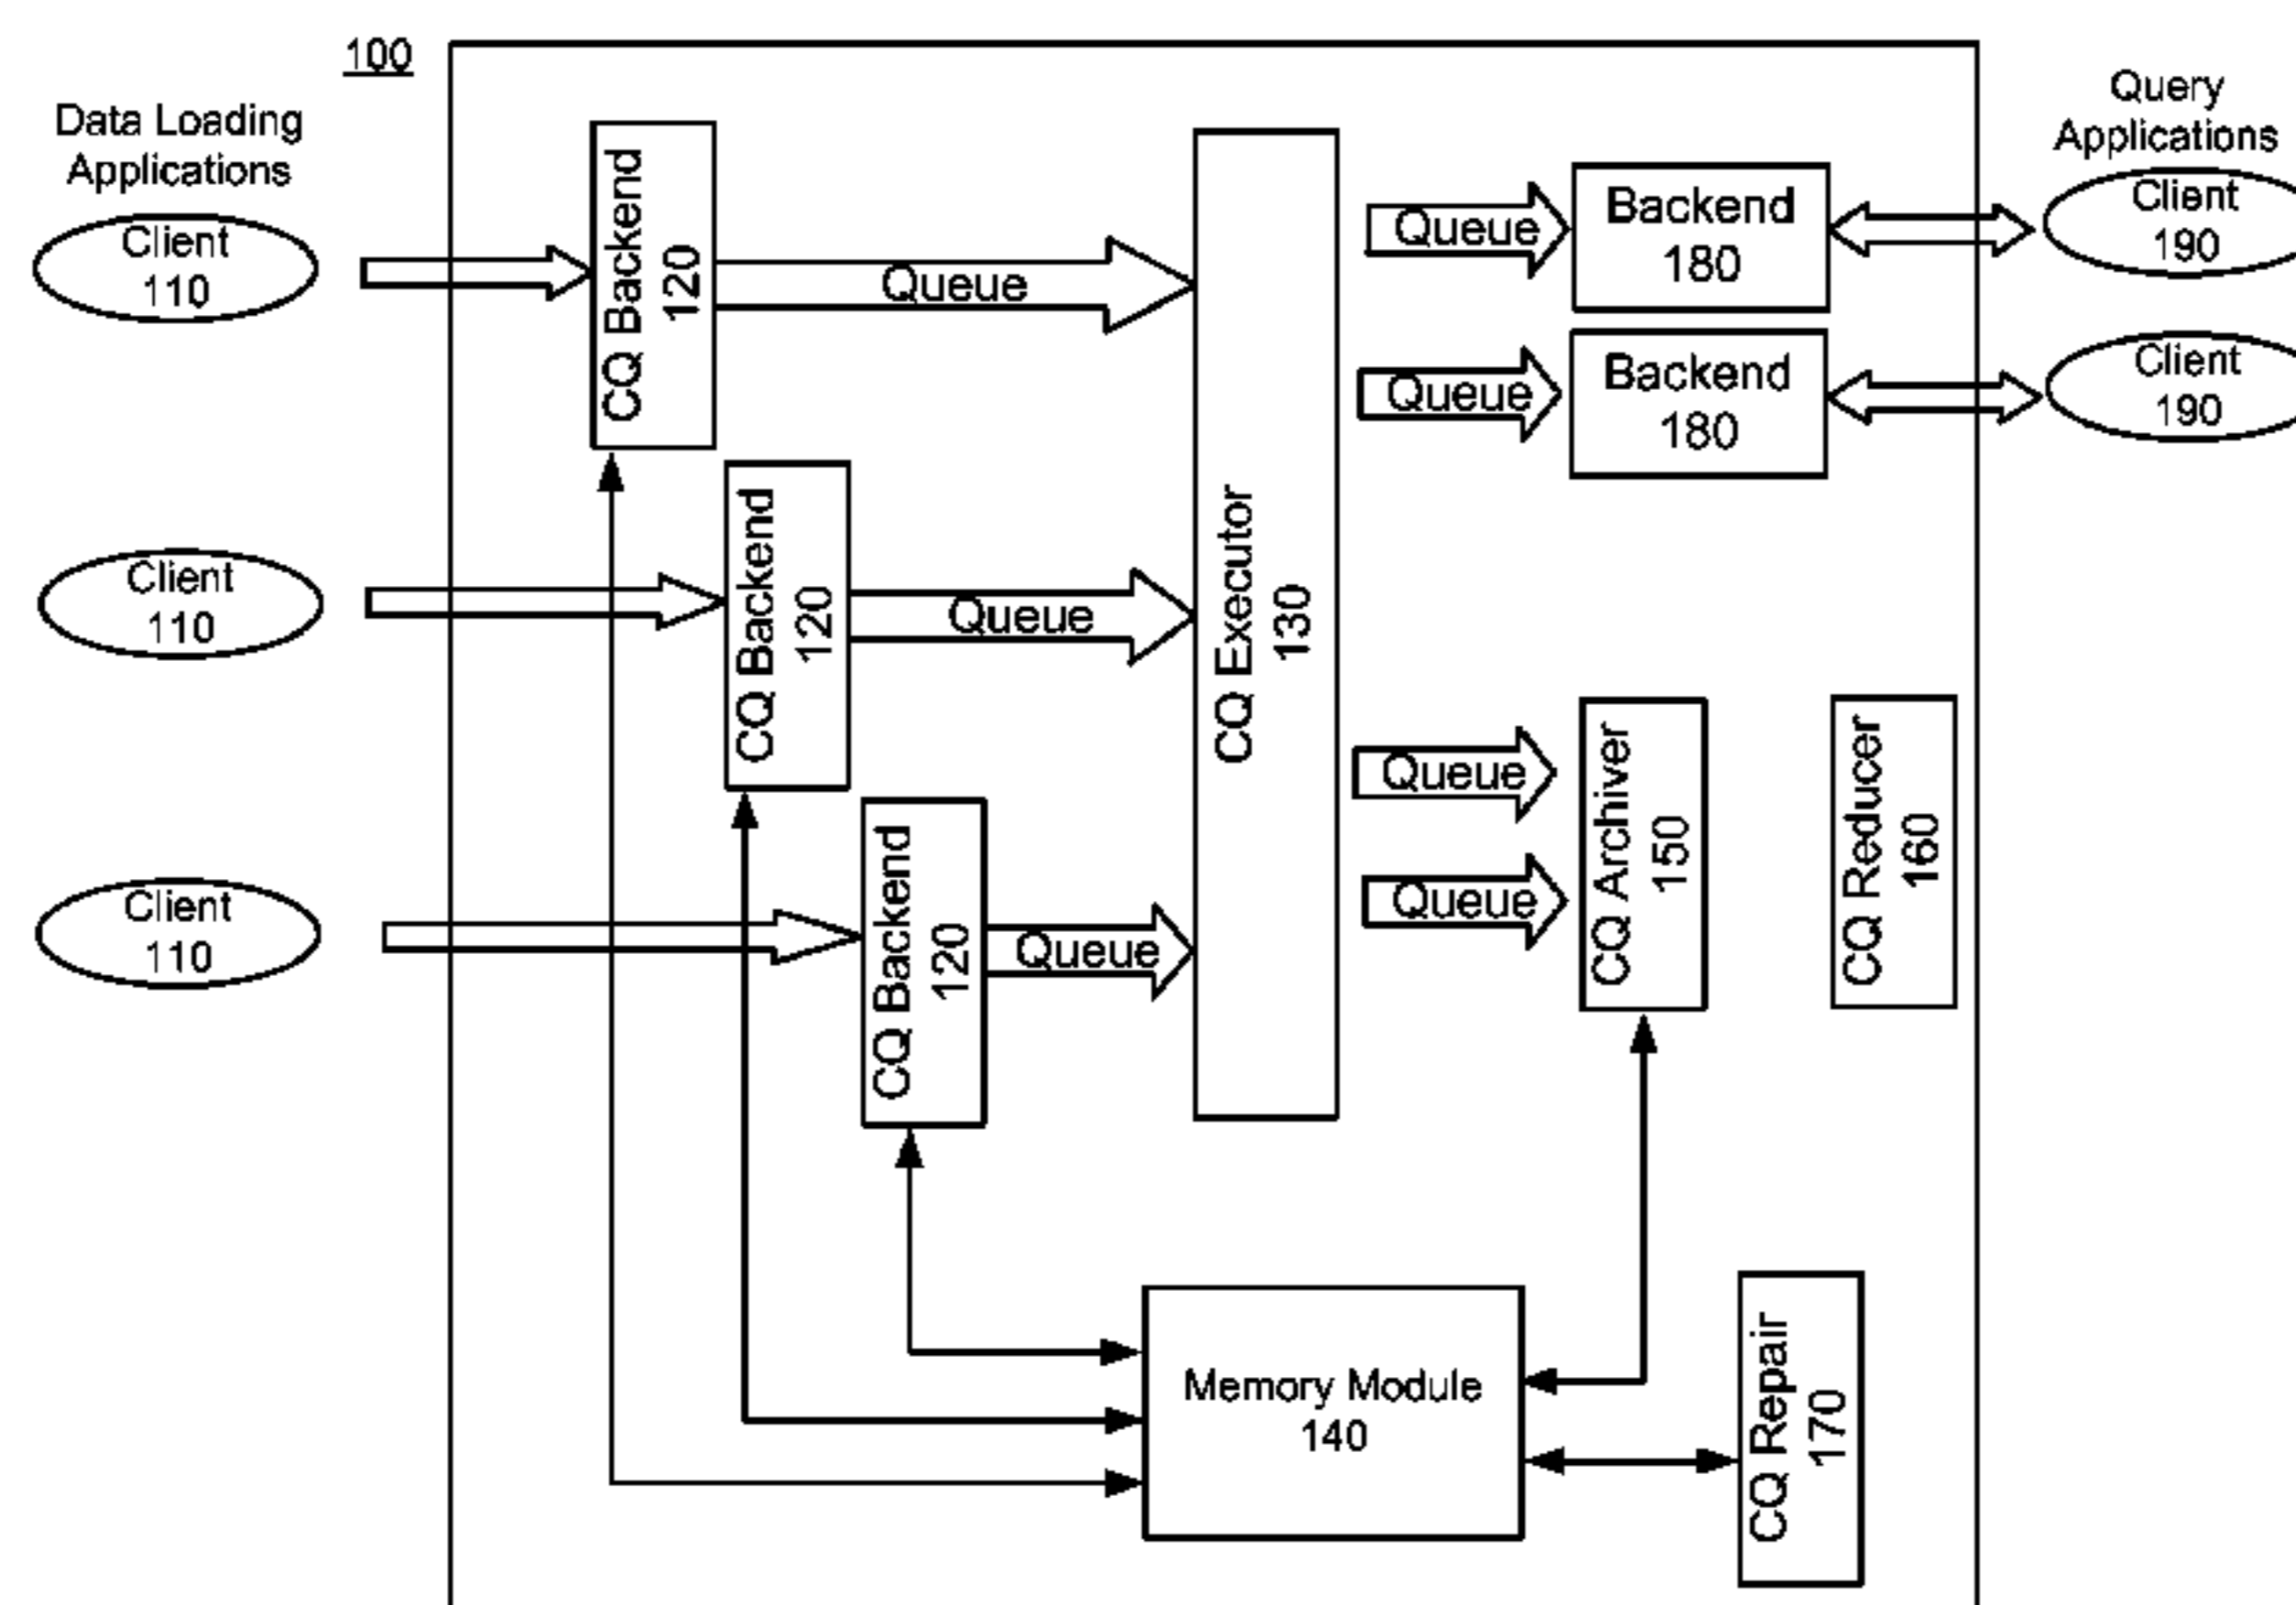 100
Data Loading
Applications
Client
110
Client
110
Client
110
CQ Backend
120
CQ Backend
120
CQ Backend
120
Queue
Queue
Queue
CQ Executor
130
Queue
Queue
Queue
Queue
Backend
180
Backend
180
Query
Applications
Client
190
Client
190
CQ Archiver
150
CQ Reducer
160
Memory Module
140
CQ Repair
170